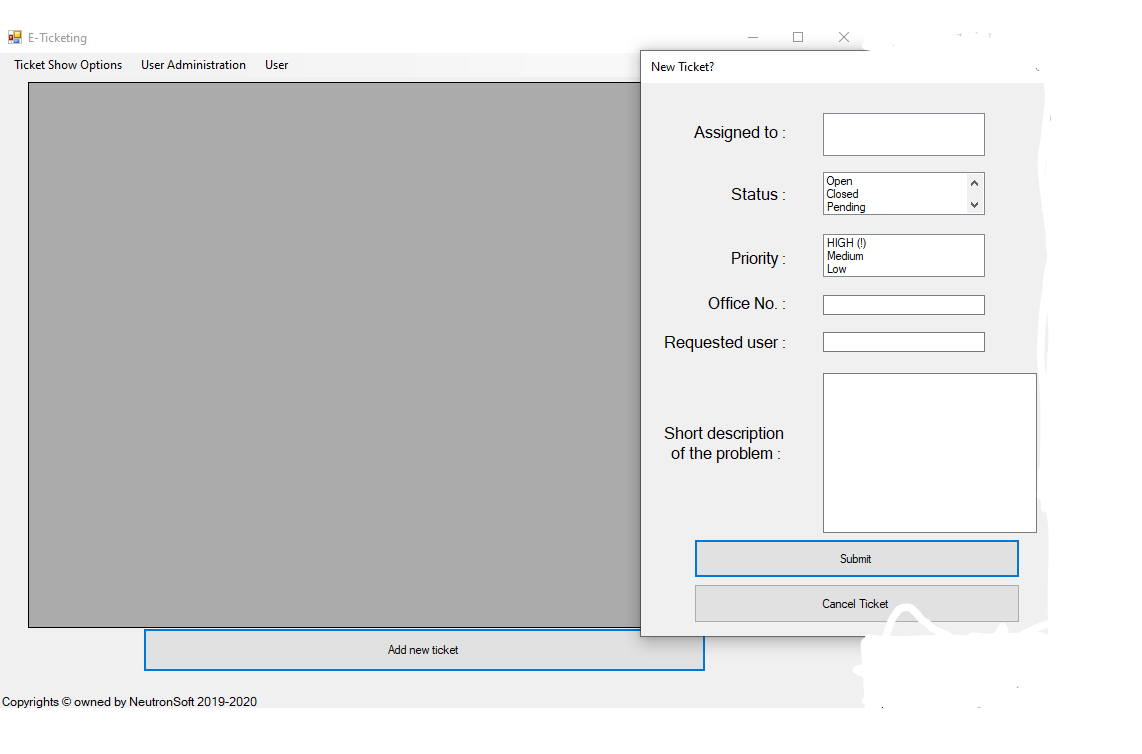 E-Ticketing
Ticket Show Options User Administration User
New Ticket?
Assigned to :
Status :
Open
Closed
Pending
Priority :
HIGH (!)
Medium
Low
Office No. :
Requested user :
Short description
of the problem :
Submit
Cancel Ticket
Add new ticket
Copyrights © owned by NeutronSoft 2019-2020